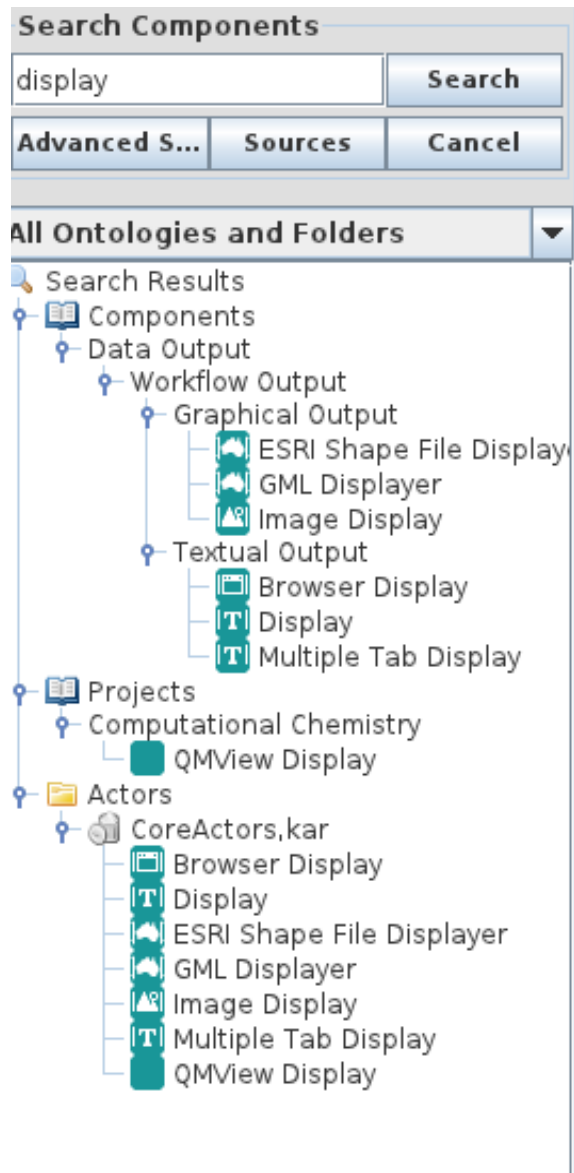 Search Components
display Search
Advanced S... Sources Cancel
All Ontologies and Folders
Search Results
Components
Data Output
Workflow Output
Graphical Output
ESRI Shape File Displaye
GML Displayer
Image Display
Textual Output
Browser Display
T Display
T Multiple Tab Display
Projects
Computational Chemistry
QMView Display
Actors
CoreActors,kar
Browser Display
T Display
ESRI Shape File Displayer
GML Displayer
Image Display
T Multiple Tab Display
QMView Display